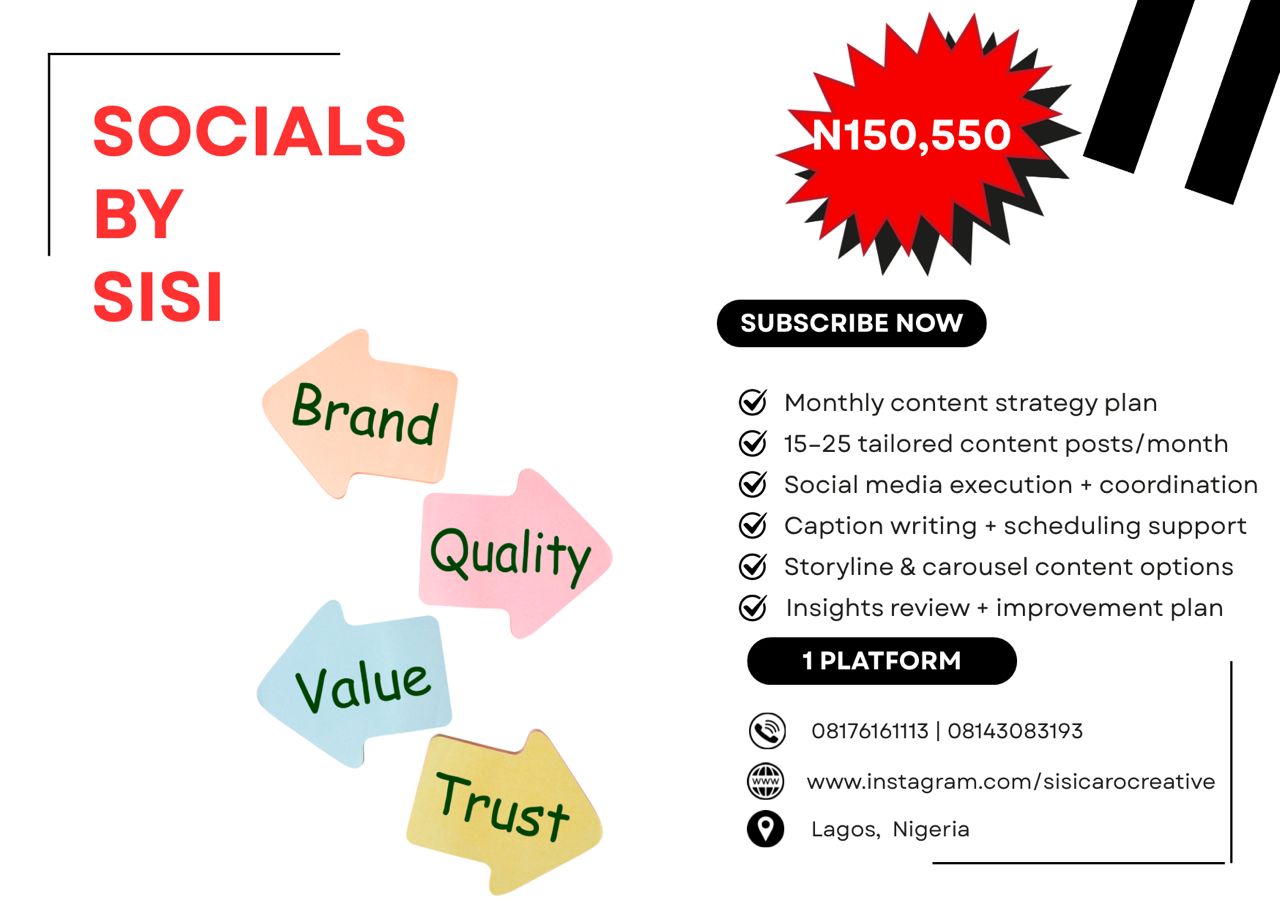 SOCIALS
BY
SISI
Brand
Quality
Value
Trust
N150,550
SUBSCRIBE NOW
Monthly content strategy plan
15–25 tailored content posts/month
Social media execution + coordination
Caption writing + scheduling support
Storyline & carousel content options
Insights review + improvement plan
1 PLATFORM
08176161113 | 08143083193
WWW
www.instagram.com/sisicarocreative
Lagos, Nigeria